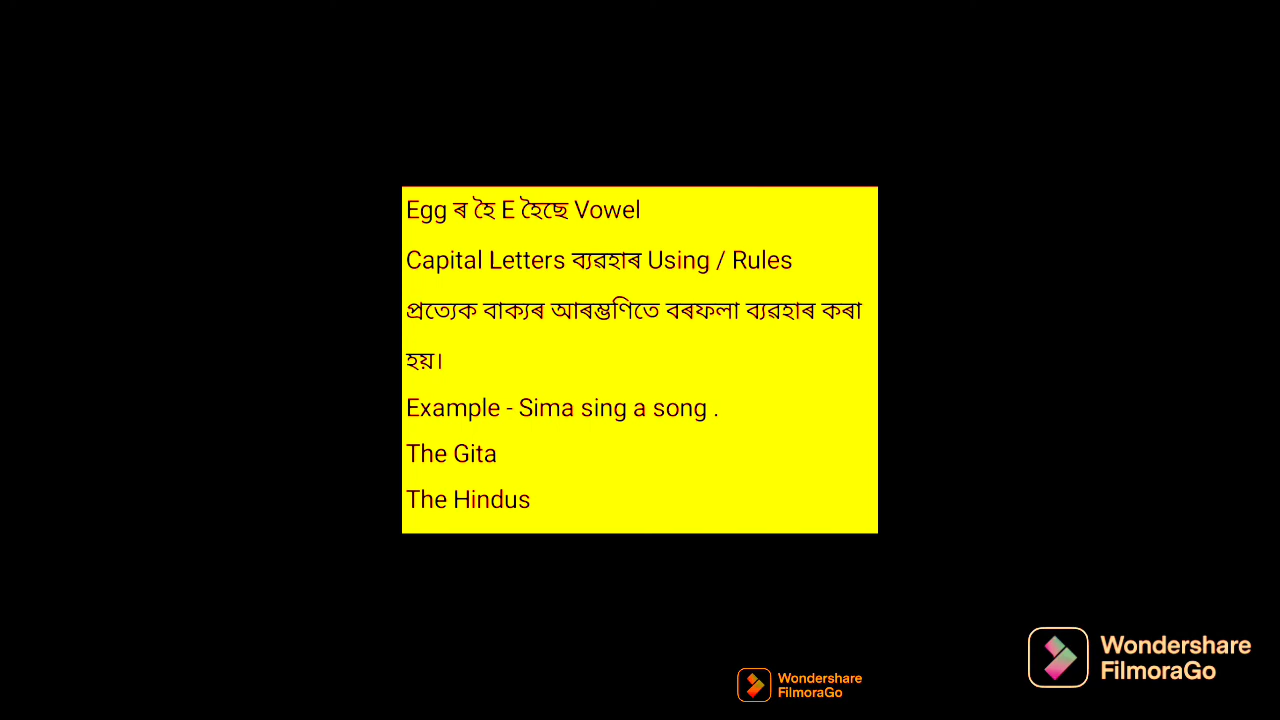 Egg ৰ হৈ E হৈছে Vowel
Capital Letters ব্যৱহাৰ Using / Rules
প্ৰত্যেক বাক্যৰ আৰম্ভণিতে বৰফলা ব্যৱহাৰ কৰা
হয়।
Example - Sima sing a song .
The Gita
The Hindus
Wondershare
FilmoraGo
Wondershare
FilmoraGo